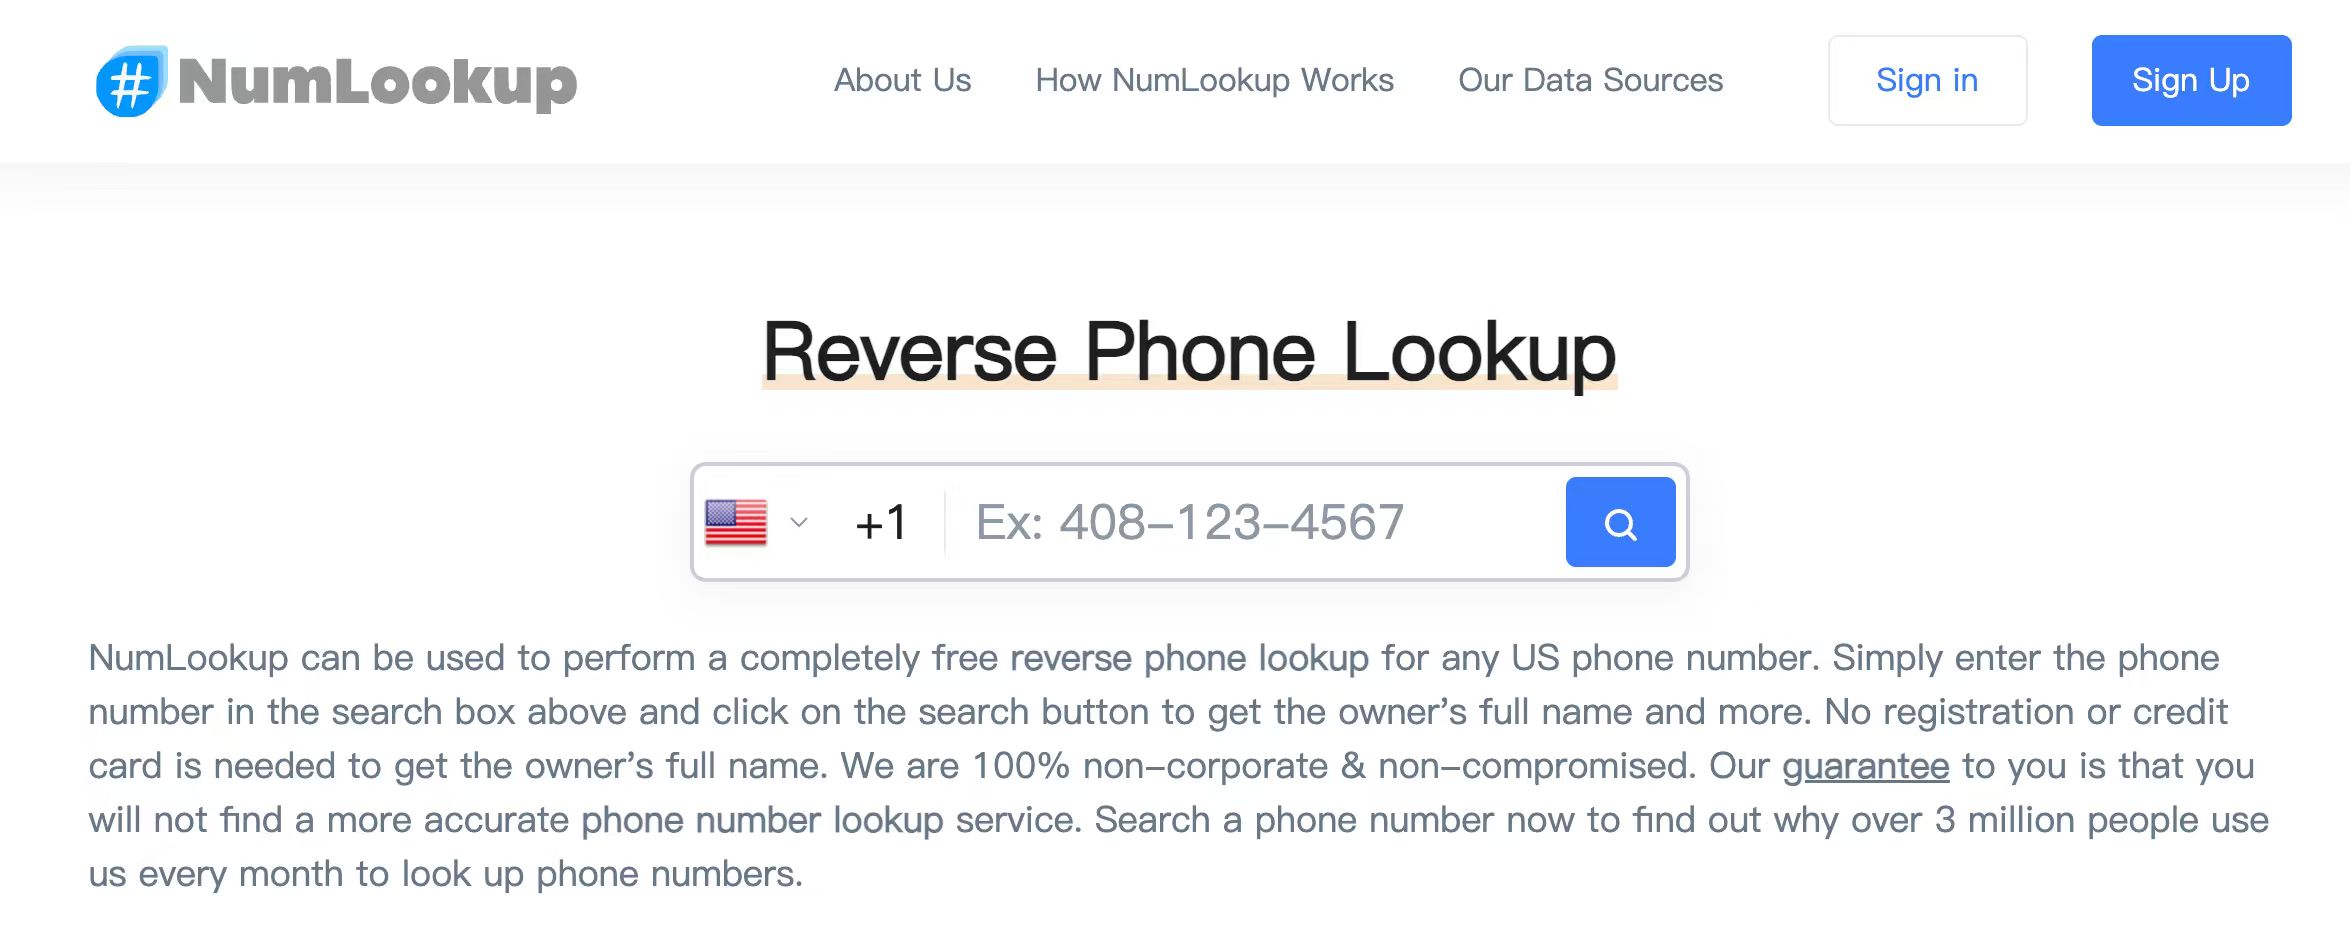 # NumLookup
About Us
How NumLookup Works
Our Data Sources
Sign in
Sign Up
Reverse Phone Lookup
+1 Ex: 408-123-4567
NumLookup can be used to perform a completely free reverse phone lookup for any US phone number. Simply enter the phone
number in the search box above and click on the search button to get the owner's full name and more. No registration or credit
card is needed to get the owner's full name. We are 100% non-corporate & non-compromised. Our guarantee to you is that you
will not find a more accurate phone number lookup service. Search a phone number now to find out why over 3 million people use
us every month to look up phone numbers.